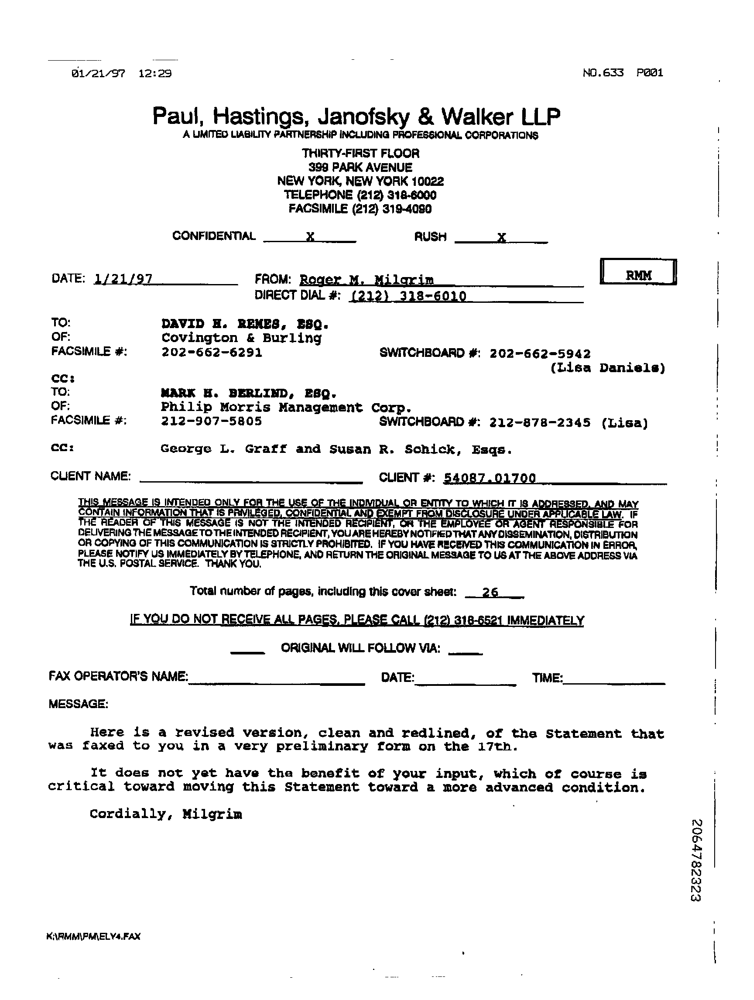 01/21/97 12:29 NO.633 P001
Paul, Hastings, Janofsky & Walker LLP
A LIMITED LIABILITY PARTNERSHIP INCLUDING PROFESSIONAL CORPORATIONS
THIRTY-FIRST FLOOR
399 PARK AVENUE
NEW YORK, NEW YORK 10022
TELEPHONE (212) 318-6000
FACSIMILE (212) 319-4090
CONFIDENTIAL X RUSH X
DATE: 1/21/97 FROM: Roger M. Milgrim RMM
DIRECT DIAL #: (212) 318-6010
TO: DAVID H. REMES, ESQ.
OF: Covington & Burling
FACSIMILE #: 202-662-6291 SWITCHBOARD #: 202-662-5942
(Lisa Daniels)
CC:
TO: MARK H. BERLIND, ESQ.
OF: Philip Morris Management Corp.
FACSIMILE #: 212-907-5805 SWITCHBOARD #: 212-878-2345 (Lisa)
CC: George L. Graff and Susan R. Schick, Esqs.
CLIENT NAME: CLIENT #: 54087.01700
THIS MESSAGE IS INTENDED ONLY FOR THE USE OF THE INDIVIDUAL OR ENTITY TO WHICH IT IS ADDRESSED, AND MAY
CONTAIN INFORMATION THAT IS PRIVILEGED, CONFIDENTIAL AND EXEMPT FROM DISCLOSURE UNDER APPLICABLE LAW. IF
THE READER OF THIS MESSAGE IS NOT THE INTENDED RECIPIENT, OR THE EMPLOYEE OR AGENT RESPONSIBLE FOR
DELIVERING THE MESSAGE TO THE INTENDED RECIPIENT, YOU ARE HEREBY NOTIFIED THAT ANY DISSEMINATION, DISTRIBUTION
OR COPYING OF THIS COMMUNICATION IS STRICTLY PROHIBITED. IF YOU HAVE RECEIVED THIS COMMUNICATION IN ERROR,
PLEASE NOTIFY US IMMEDIATELY BY TELEPHONE, AND RETURN THE ORIGINAL MESSAGE TO US AT THE ABOVE ADDRESS VIA
THE U.S. POSTAL SERVICE. THANK YOU.
Total number of pages, including this cover sheet: 26
IF YOU DO NOT RECEIVE ALL PAGES, PLEASE CALL (212) 318-6521 IMMEDIATELY
ORIGINAL WILL FOLLOW VIA:
FAX OPERATOR'S NAME: DATE: TIME:
MESSAGE:
Here is a revised version, clean and redlined, of the Statement that
was faxed to you in a very preliminary form on the 17th.
It does not yet have the benefit of your input, which of course is
critical toward moving this Statement toward a more advanced condition.
Cordially, Milgrim
2064782323
K:\RMM\PM\ELY4.FAX